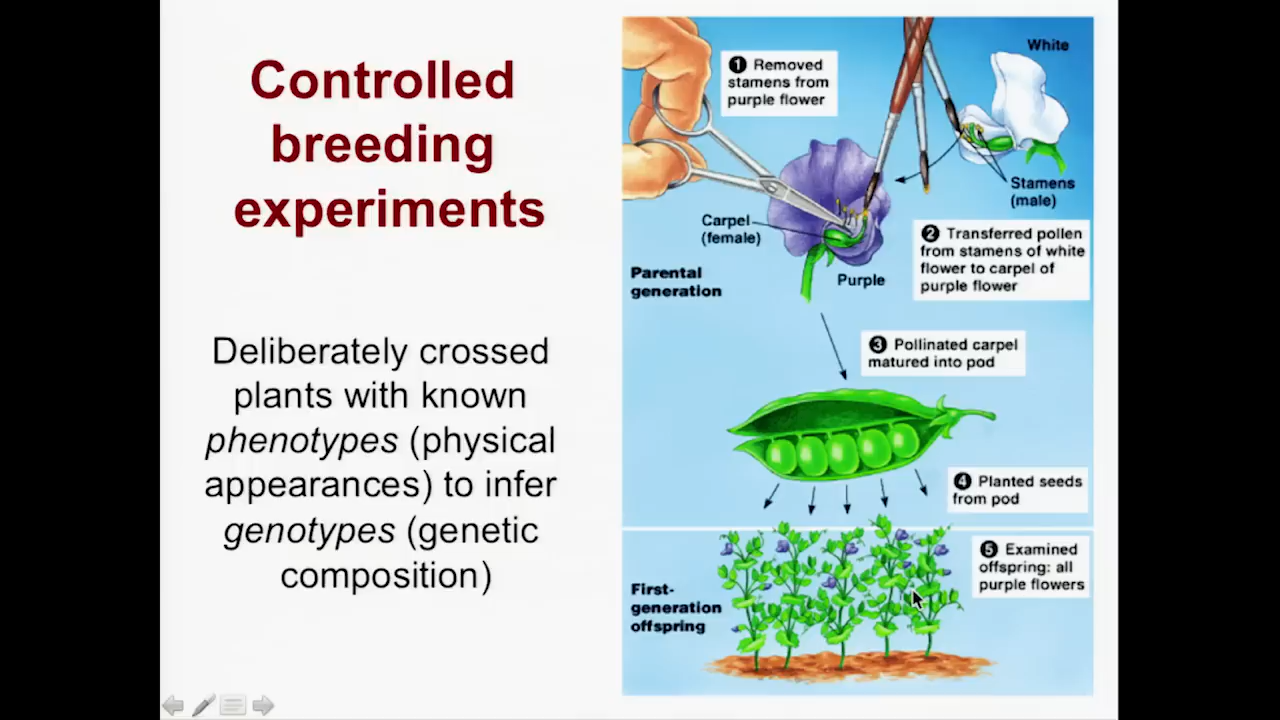 Controlled
breeding
experiments
Deliberately crossed
plants with known
phenotypes (physical
appearances) to infer
genotypes (genetic
composition)
1 Removed
stamens from
purple flower
White
Stamens
(male)
Carpel
(female)
2 Transferred pollen
from stamens of white
flower to carpel of
purple flower
Parental
generation
Purple
3 Pollinated carpel
matured into pod
4 Planted seeds
from pod
5 Examined
offspring: all
purple flowers
First-
generation
offspring